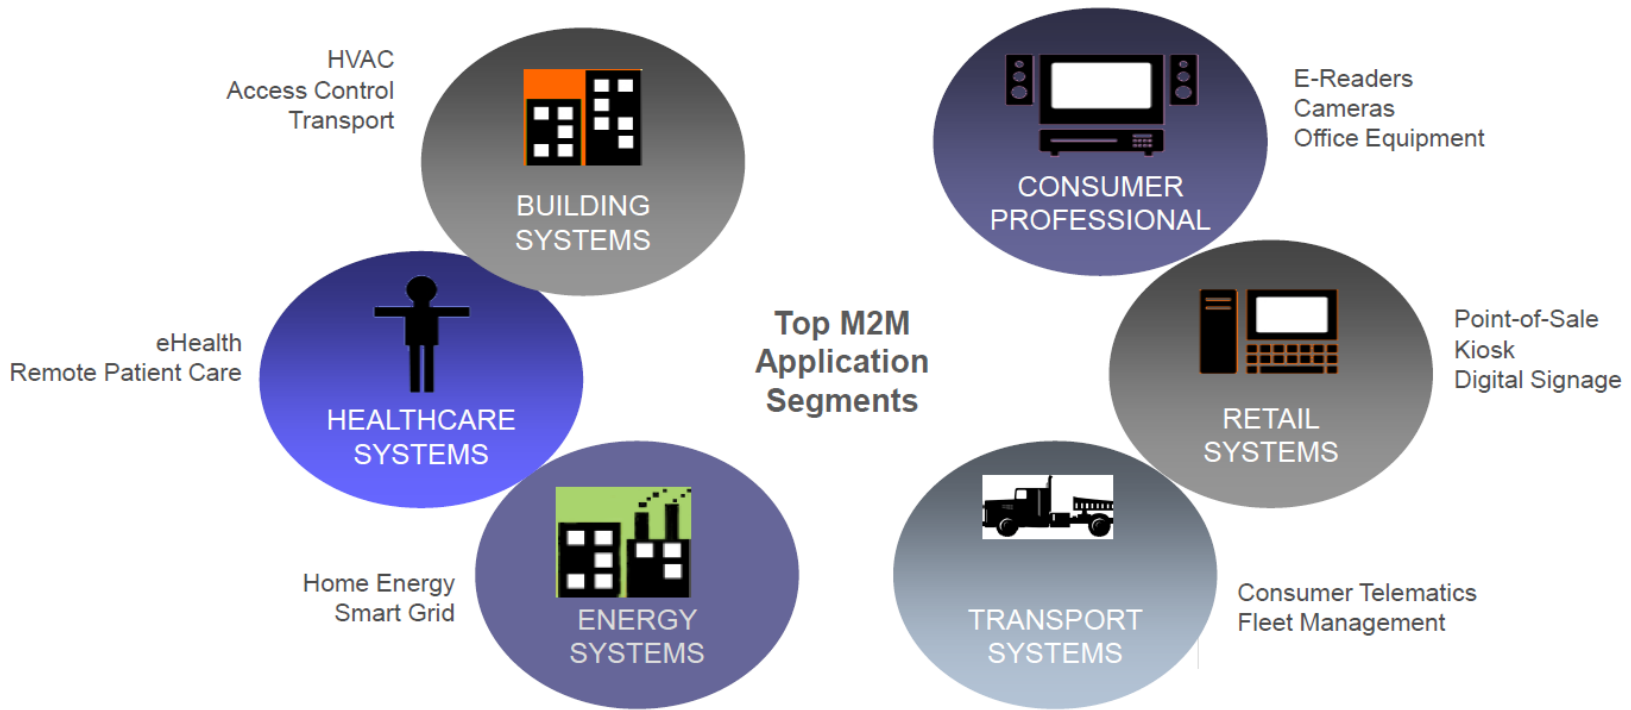 HVAC
Access Control
Transport
BUILDING
SYSTEMS
CONSUMER
PROFESSIONAL
E-Readers
Cameras
Office Equipment
eHealth
Remote Patient Care
HEALTHCARE
SYSTEMS
Top M2M
Application
Segments
RETAIL
SYSTEMS
Point-of-Sale
Kiosk
Digital Signage
Home Energy
Smart Grid
ENERGY
SYSTEMS
TRANSPORT
SYSTEMS
Consumer Telematics
Fleet Management